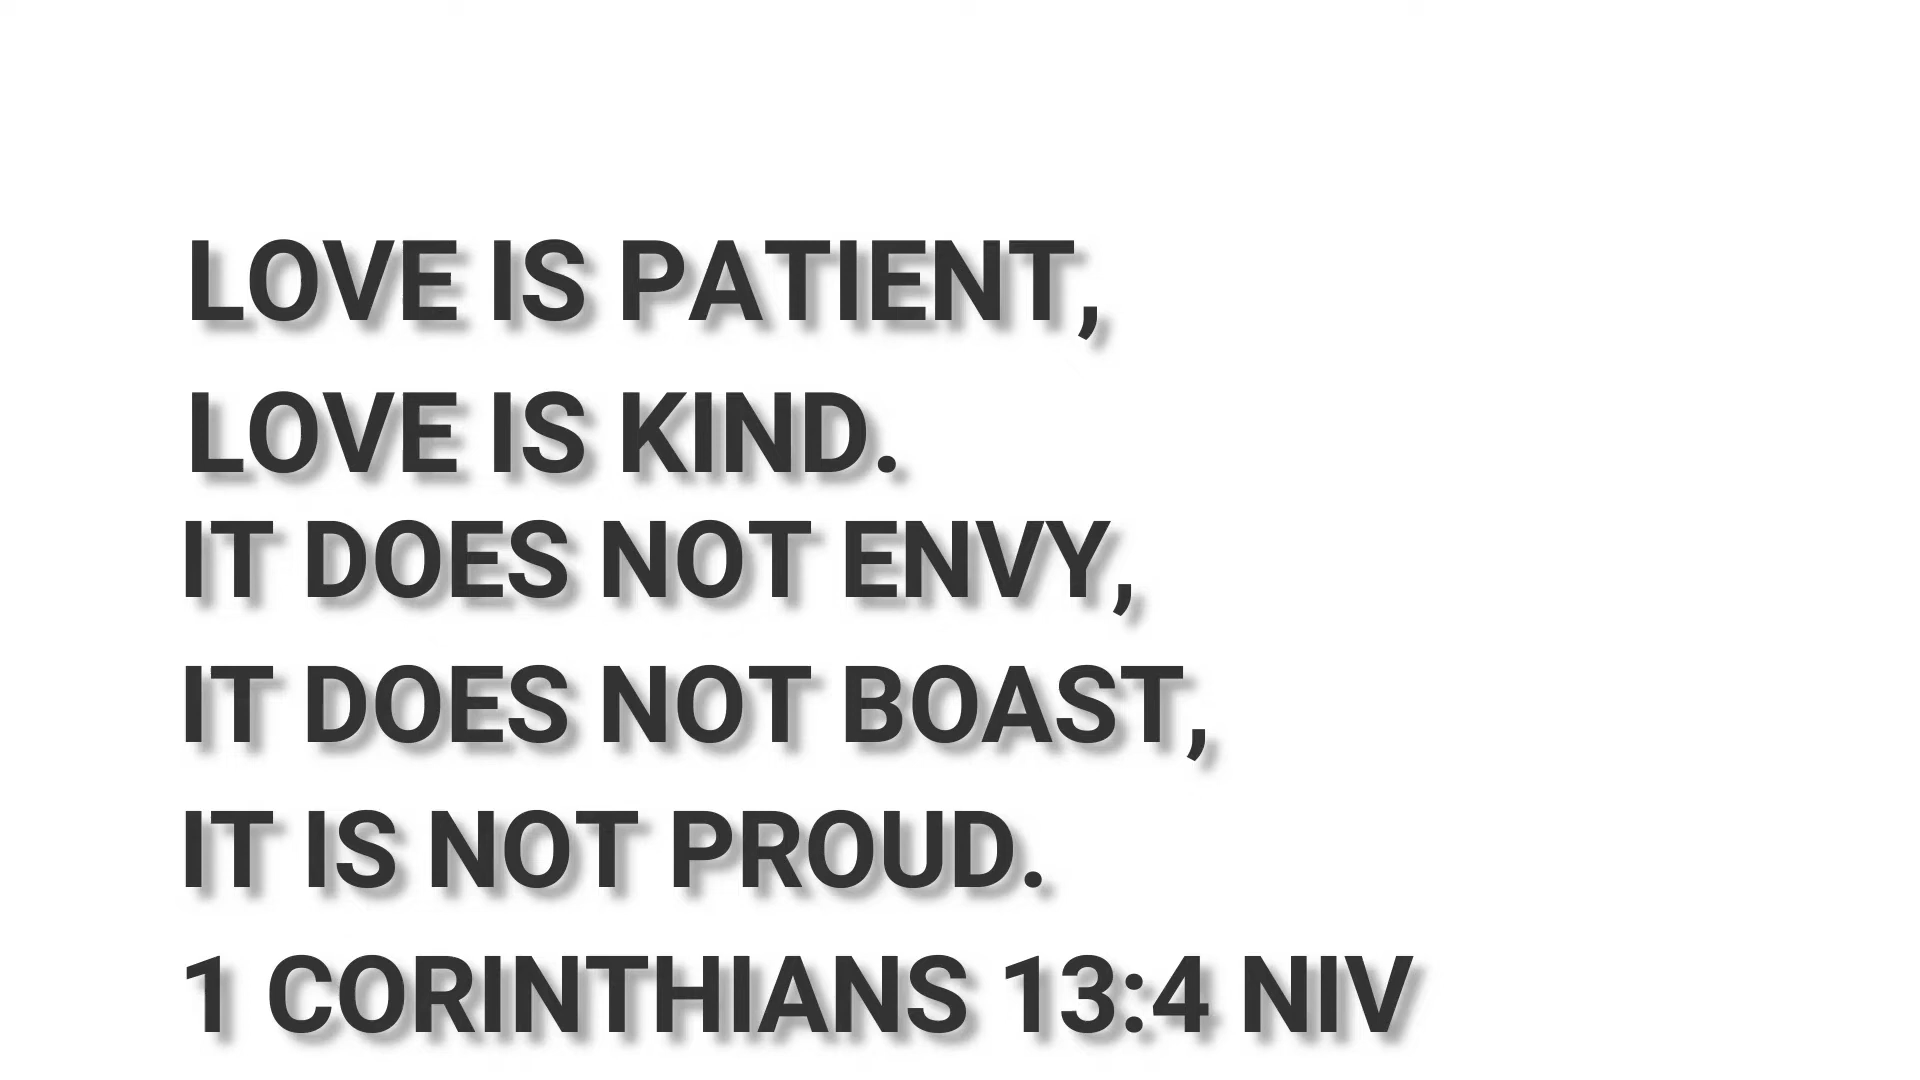 LOVE IS PATIENT,
LOVE IS KIND.
IT DOES NOT ENVY,
IT DOES NOT BOAST,
IT IS NOT PROUD.
1 CORINTHIANS 13:4 NIV